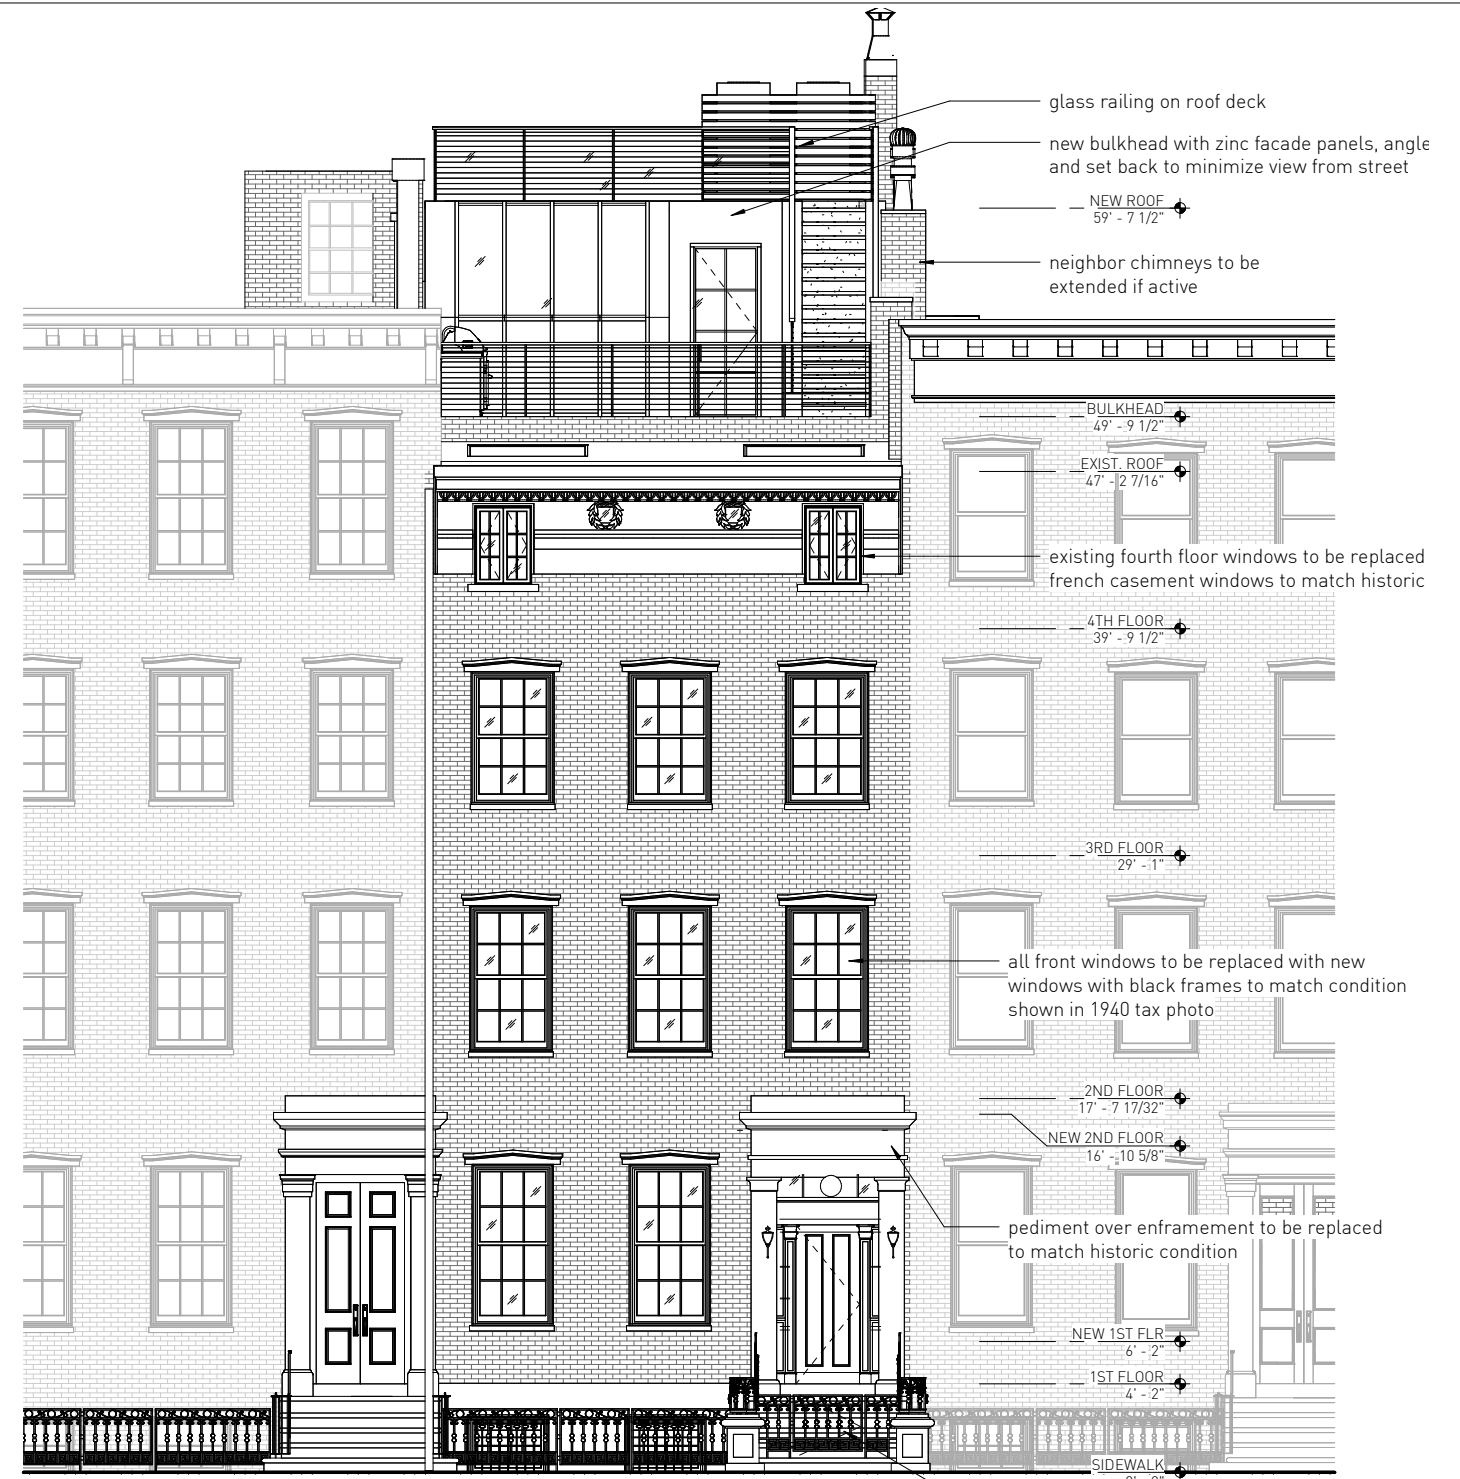 glass railing on roof deck
new bulkhead with zinc facade panels, angle
and set back to minimize view from street
NEW ROOF
59' - 7 1/2"
neighbor chimneys to be
extended if active
BULKHEAD
49' - 9 1/2"
EXIST. ROOF
47' - 2 7/16"
existing fourth floor windows to be replaced
french casement windows to match historic
4TH FLOOR
39' - 9 1/2"
3RD FLOOR
29' - 1"
all front windows to be replaced with new
windows with black frames to match condition
shown in 1940 tax photo
2ND FLOOR
17' - 7 17/32"
NEW 2ND FLOOR
16' - 10 5/8"
pediment over enframement to be replaced
to match historic condition
NEW 1ST FLR
6' - 2"
1ST FLOOR
4' - 2"
SIDEWALK